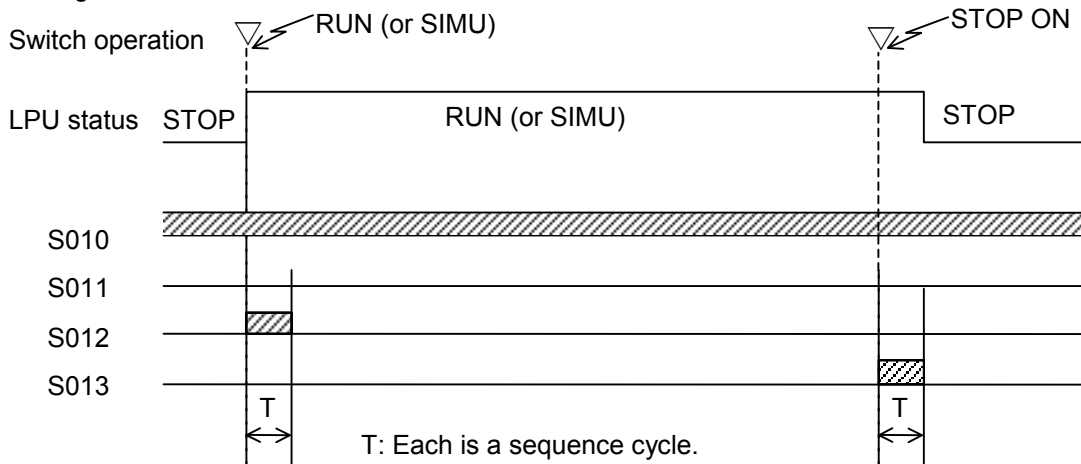 Switch operation RUN (or SIMU) STOP ON
LPU status STOP RUN (or SIMU) STOP
S010
S011
S012
S013
T T
T: Each is a sequence cycle.